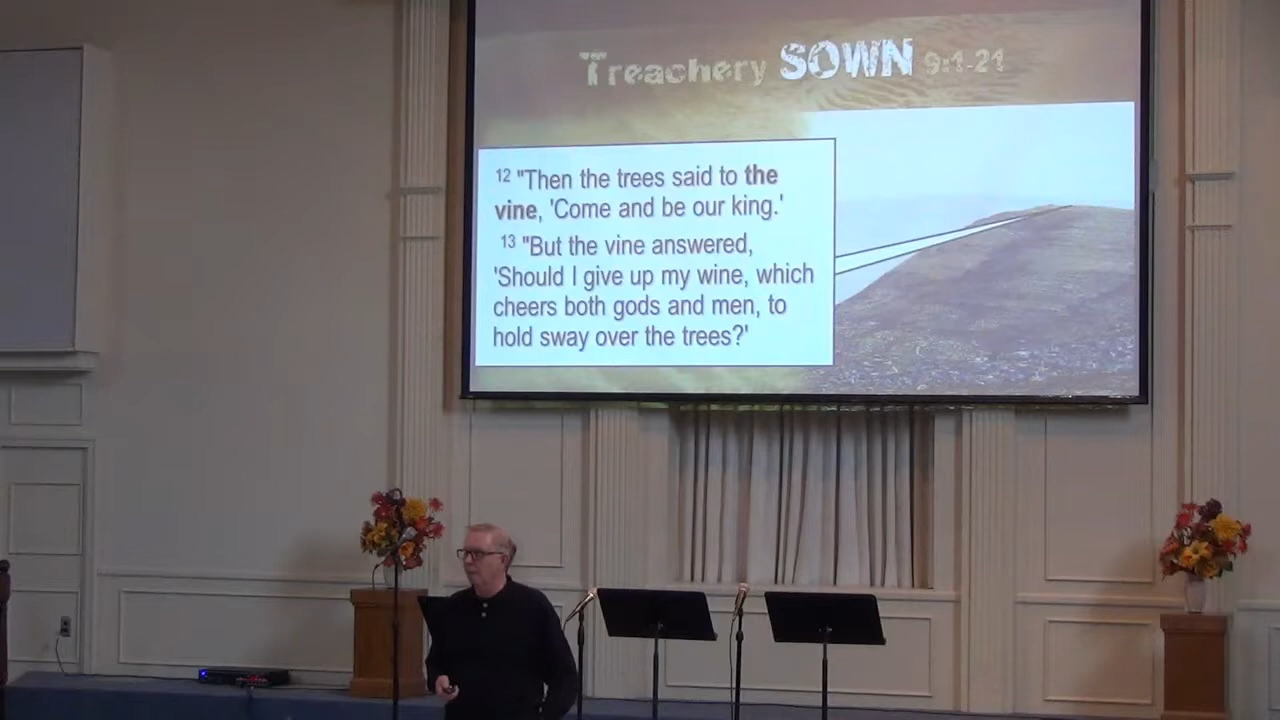 Treachery SOWN 9:1-21
12 "Then the trees said to the
vine, 'Come and be our king.'
13 "But the vine answered,
'Should I give up my wine, which
cheers both gods and men, to
hold sway over the trees?'